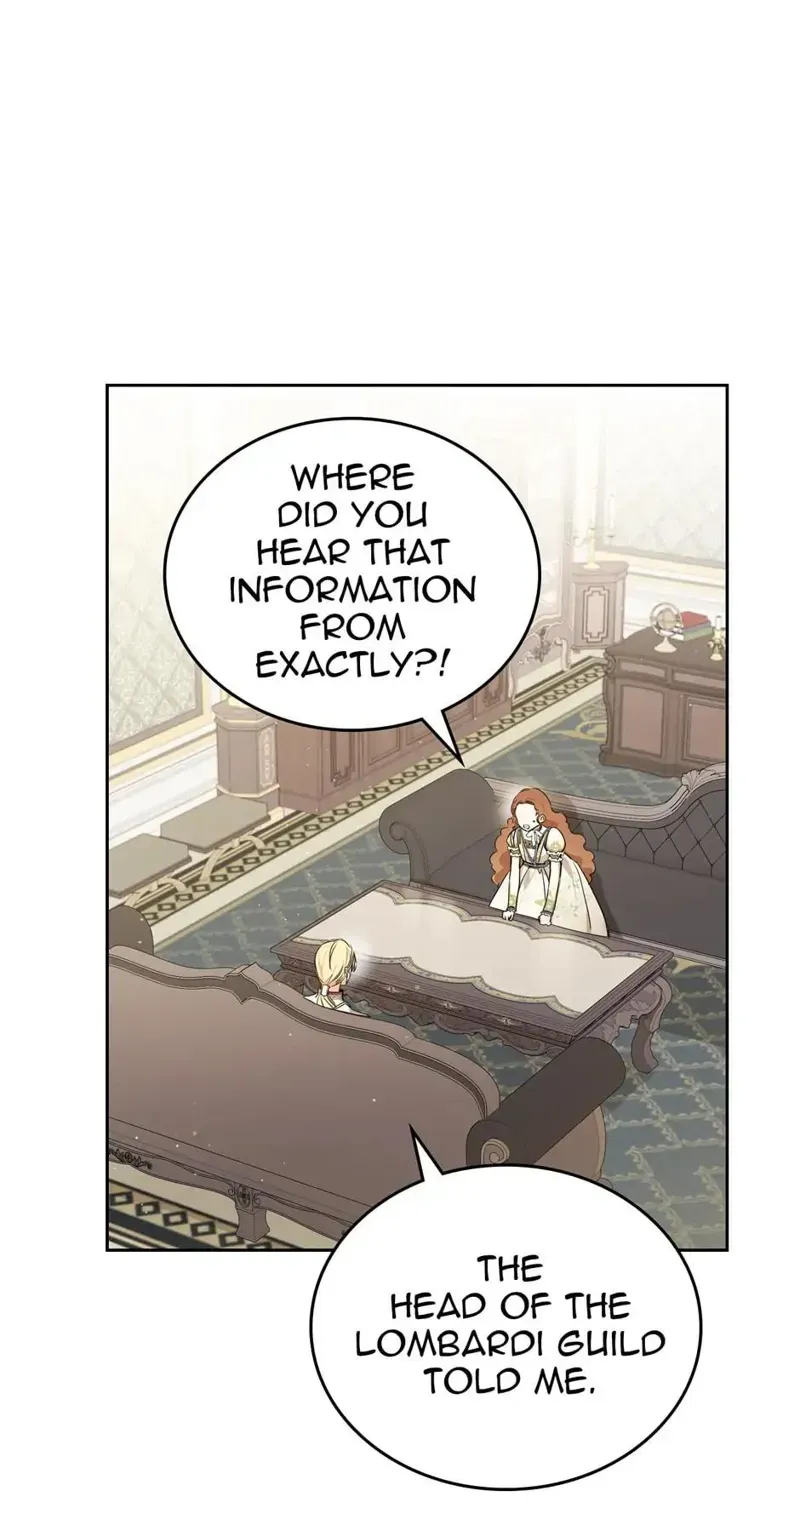 WHERE
DID YOU
HEAR THAT
INFORMATION
FROM
EXACTLY?!
THE
HEAD OF THE
LOMBARDI GUILD
TOLD ME.